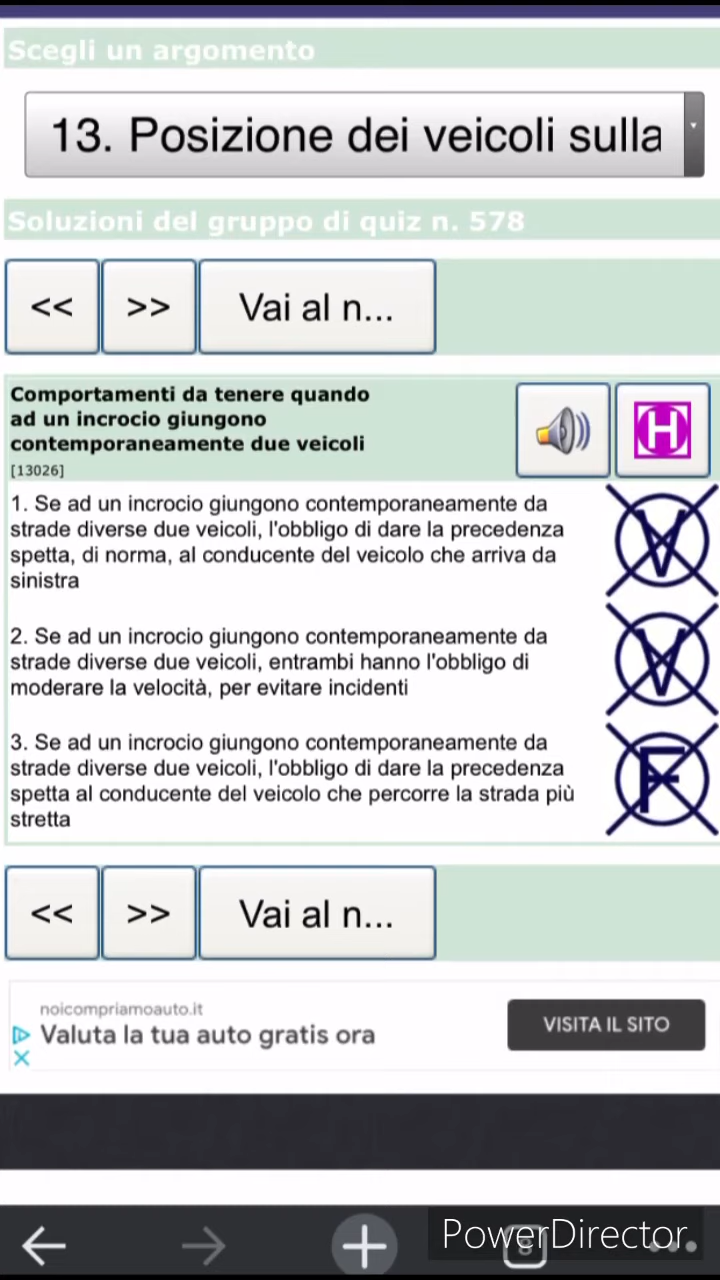 Scegli un argomento
13. Posizione dei veicoli sulla
Soluzioni del gruppo di quiz n. 578
<< >> Vai al n...
Comportamenti da tenere quando
ad un incrocio giungono
contemporaneamente due veicoli
[13026]
H
1. Se ad un incrocio giungono contemporaneamente da
strade diverse due veicoli, l'obbligo di dare la precedenza
spetta, di norma, al conducente del veicolo che arriva da
sinistra
V
2. Se ad un incrocio giungono contemporaneamente da
strade diverse due veicoli, entrambi hanno l'obbligo di
moderare la velocità, per evitare incidenti
V
3. Se ad un incrocio giungono contemporaneamente da
strade diverse due veicoli, l'obbligo di dare la precedenza
spetta al conducente del veicolo che percorre la strada più
stretta
F
<< >> Vai al n...
noicompriamoauto.it
Valuta la tua auto gratis ora
VISITA IL SITO
PowerDirector
8